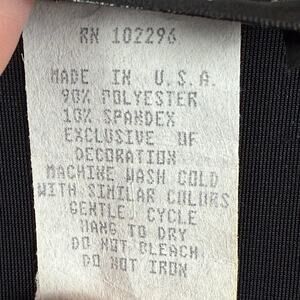 RN 102296
MADE IN U.S.A.
90% POLYESTER
10% SPANDEX
EXCLUSIVE OF
DECORATION
MACHINE WASH COLD
WITH SIMILAR COLORS
GENTLE CYCLE
HANG TO DRY
DO NOT BLEACH
DO NOT IRON